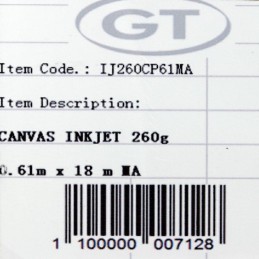 GT
Item Code.: IJ260CP61MA
Item Description:
CANVAS INKJET 260g
0.61m x 18 m MA
1 100000 007128